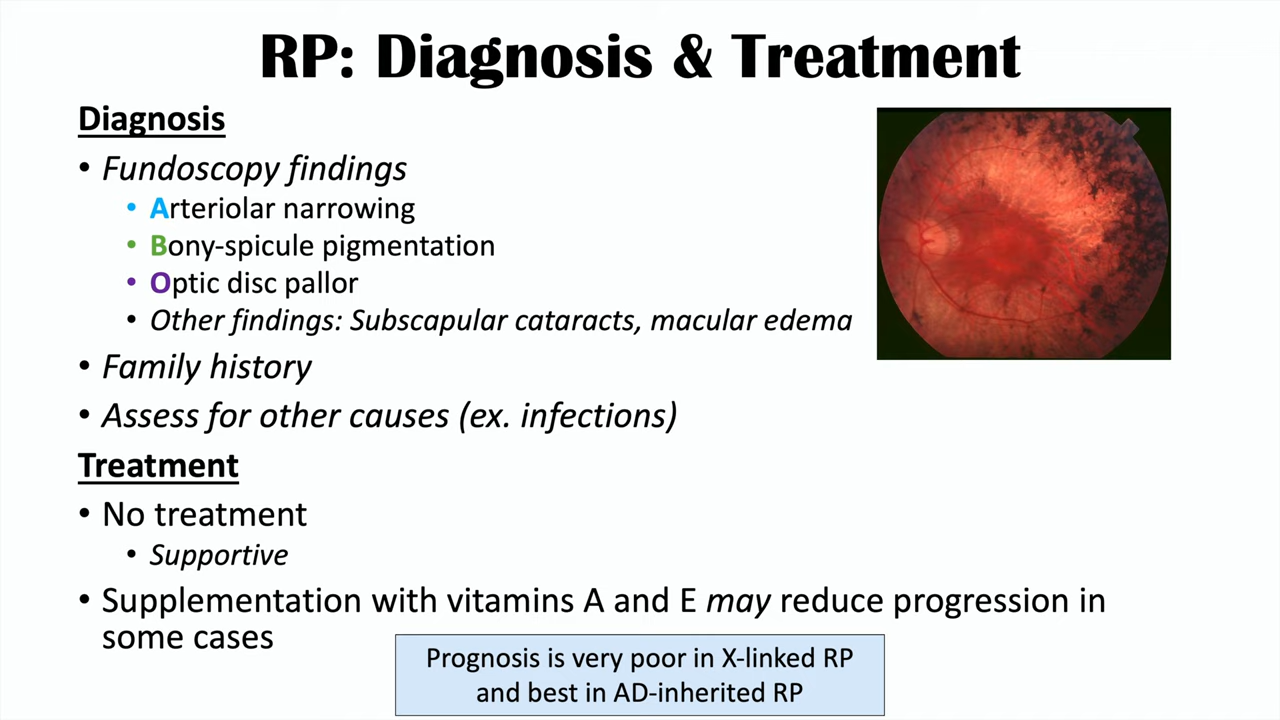 RP: Diagnosis & Treatment
Diagnosis
• Fundoscopy findings
• Arteriolar narrowing
• Bony-spicule pigmentation
• Optic disc pallor
• Other findings: Subscapular cataracts, macular edema
• Family history
• Assess for other causes (ex. infections)
Treatment
• No treatment
• Supportive
• Supplementation with vitamins A and E may reduce progression in
some cases
Prognosis is very poor in X-linked RP
and best in AD-inherited RP